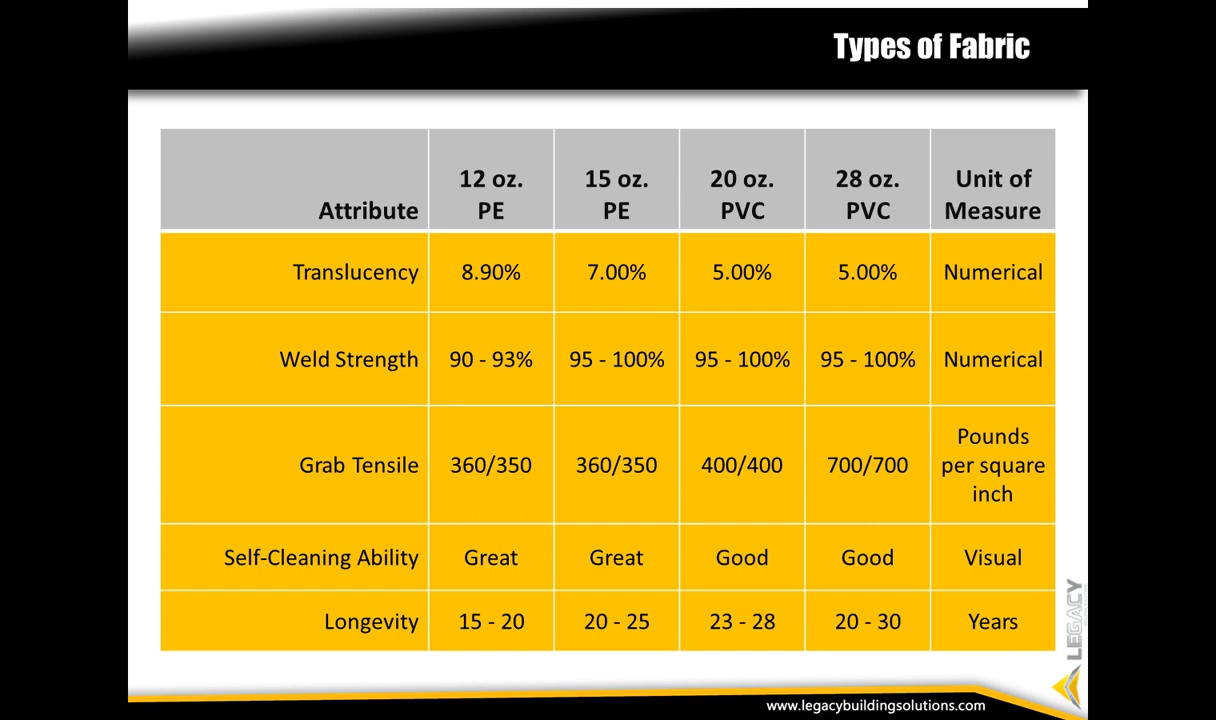 Types of Fabric
Attribute 12 oz. PE 15 oz. PE 20 oz. PVC 28 oz. PVC Unit of Measure
Translucency 8.90% 7.00% 5.00% 5.00% Numerical
Weld Strength 90 - 93% 95 - 100% 95 - 100% 95 - 100% Numerical
Grab Tensile 360/350 360/350 400/400 700/700 Pounds per square inch
Self-Cleaning Ability Great Great Good Good Visual
Longevity 15 - 20 20 - 25 23 - 28 20 - 30 Years
LEGACY
www.legacybuildingsolutions.com